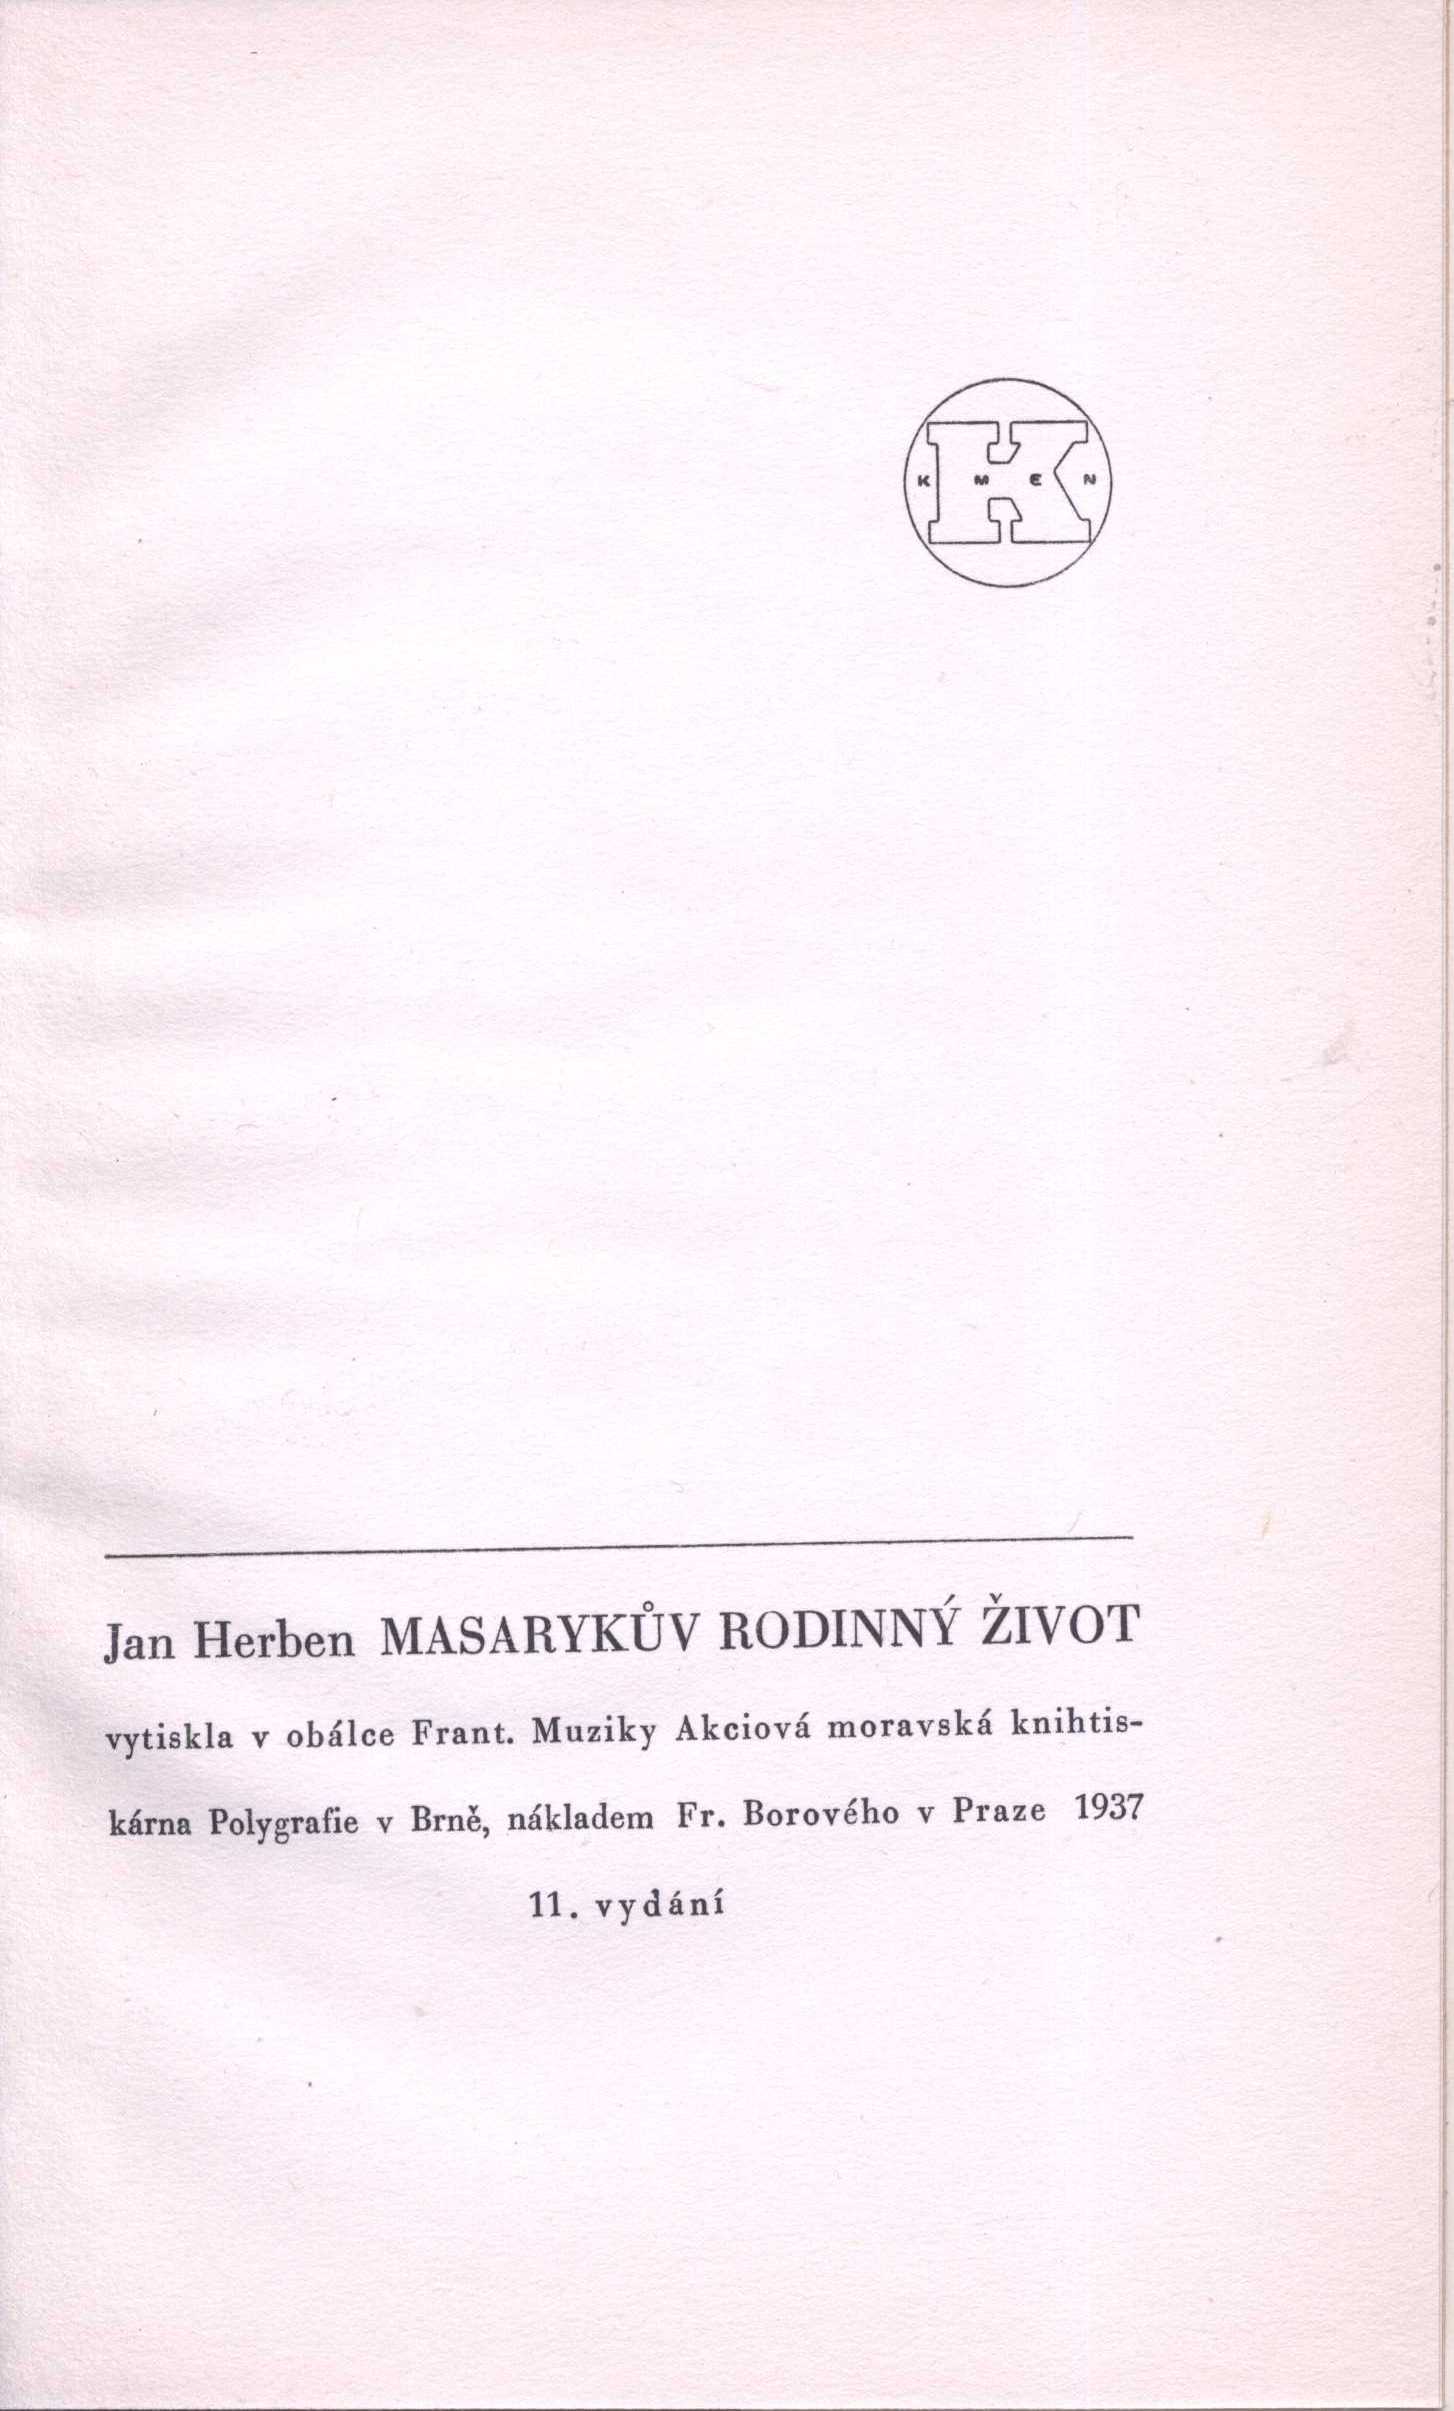 K M E N
Jan Herben MASARYKŮV RODINNÝ ŽIVOT
vytiskla v obálce Frant. Muziky Akciová moravská knihtis-
kárna Polygrafie v Brně, nákladem Fr. Borového v Praze 1937
11. vydání